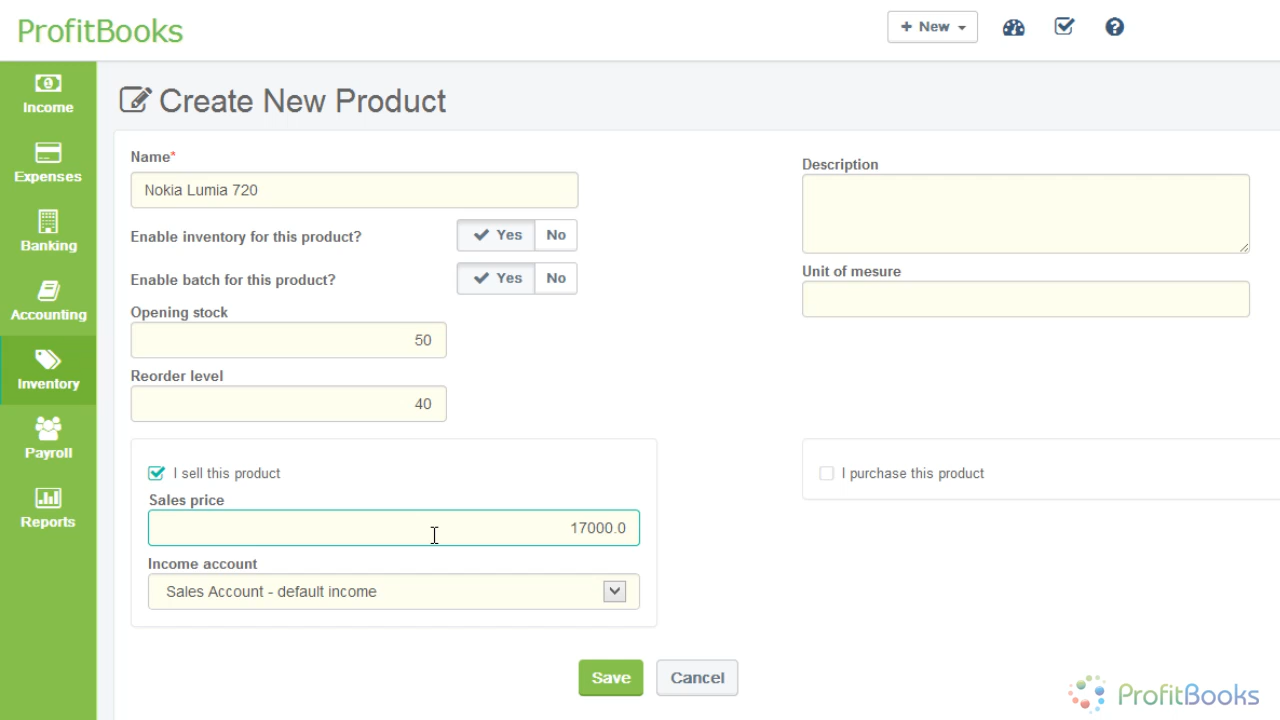 ProfitBooks
+ New
Income
Expenses
Banking
Accounting
Inventory
Payroll
Reports
Create New Product
Name*
Nokia Lumia 720
Enable inventory for this product?
Yes No
Enable batch for this product?
Yes No
Opening stock
50
Reorder level
40
Description
Unit of mesure
I sell this product
Sales price
17000.0
Income account
Sales Account - default income
I purchase this product
Save Cancel
ProfitBooks